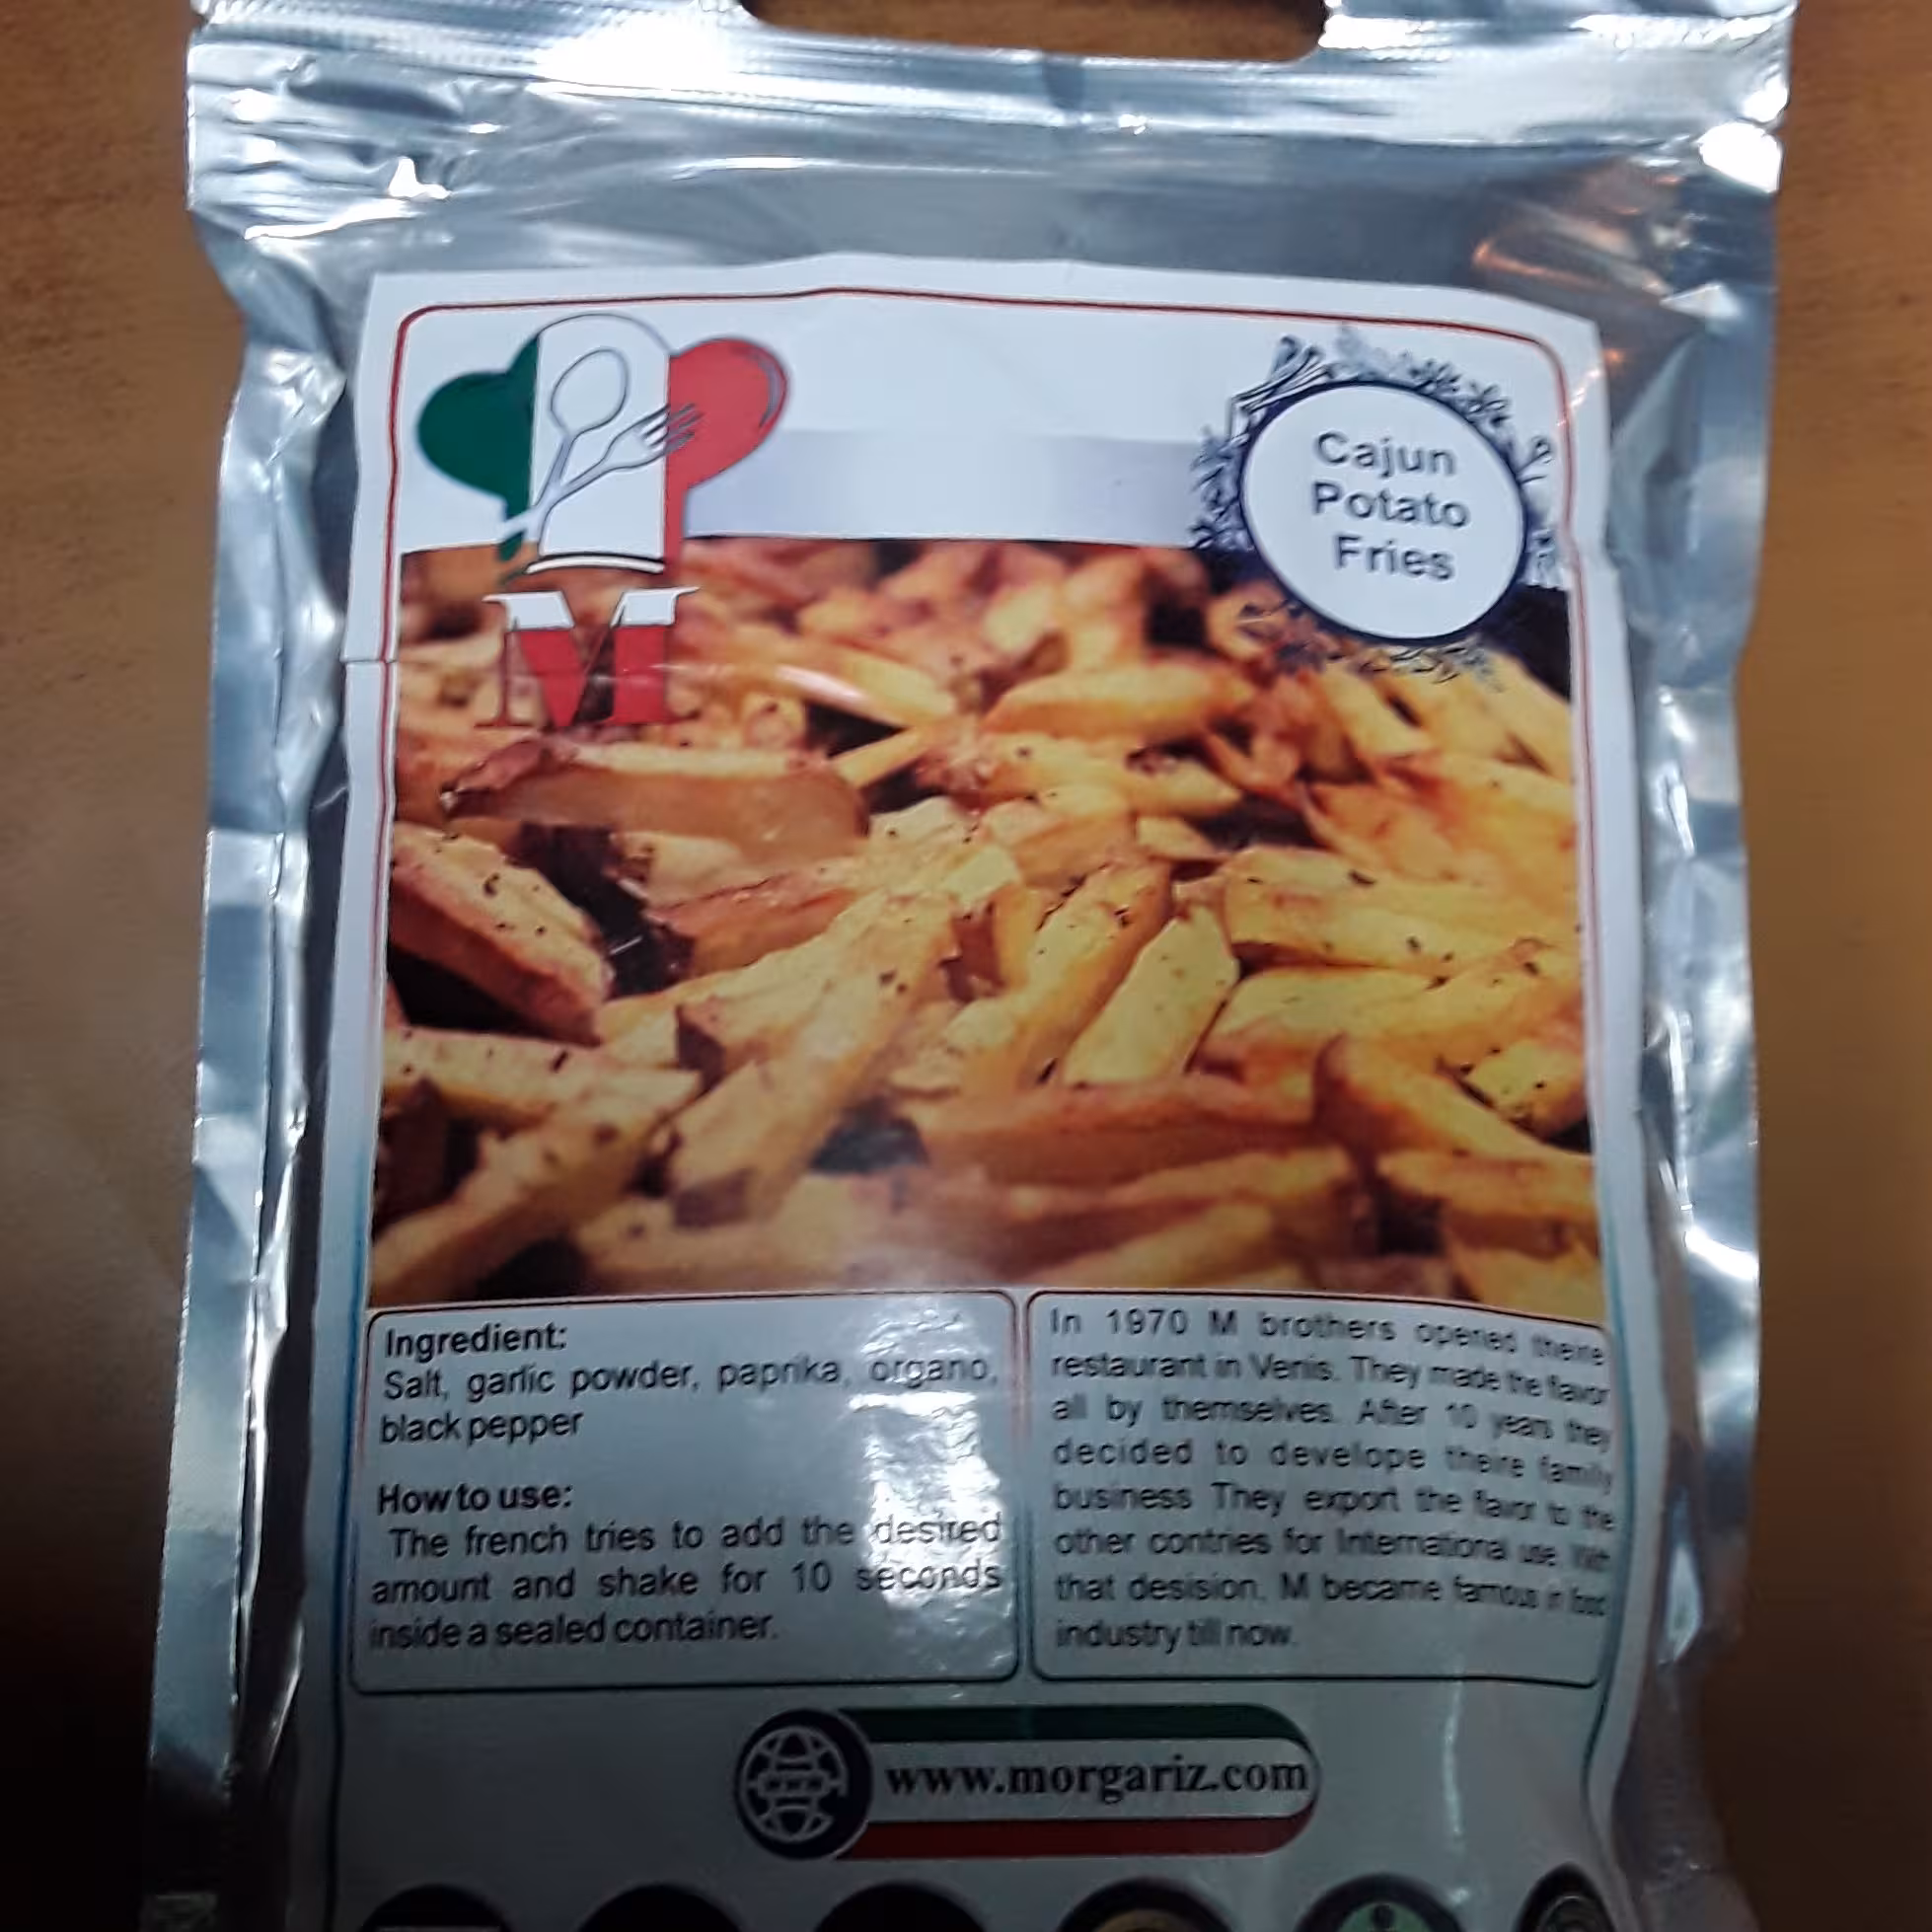 Cajun
Potato
Fries
M
Ingredient:
Salt, garlic powder, paprika, organo,
black pepper
How to use:
The french tries to add the desired
amount and shake for 10 seconds
inside a sealed container.
In 1970 M brothers opened theire
restaurant in Venis. They made the flavor
all by themselves. After 10 years they
decided to develope theire family
business They export the flavor to the
other contries for International use. With
that desision, M became famous in food
industry till now.
WWW
www.morgariz.com